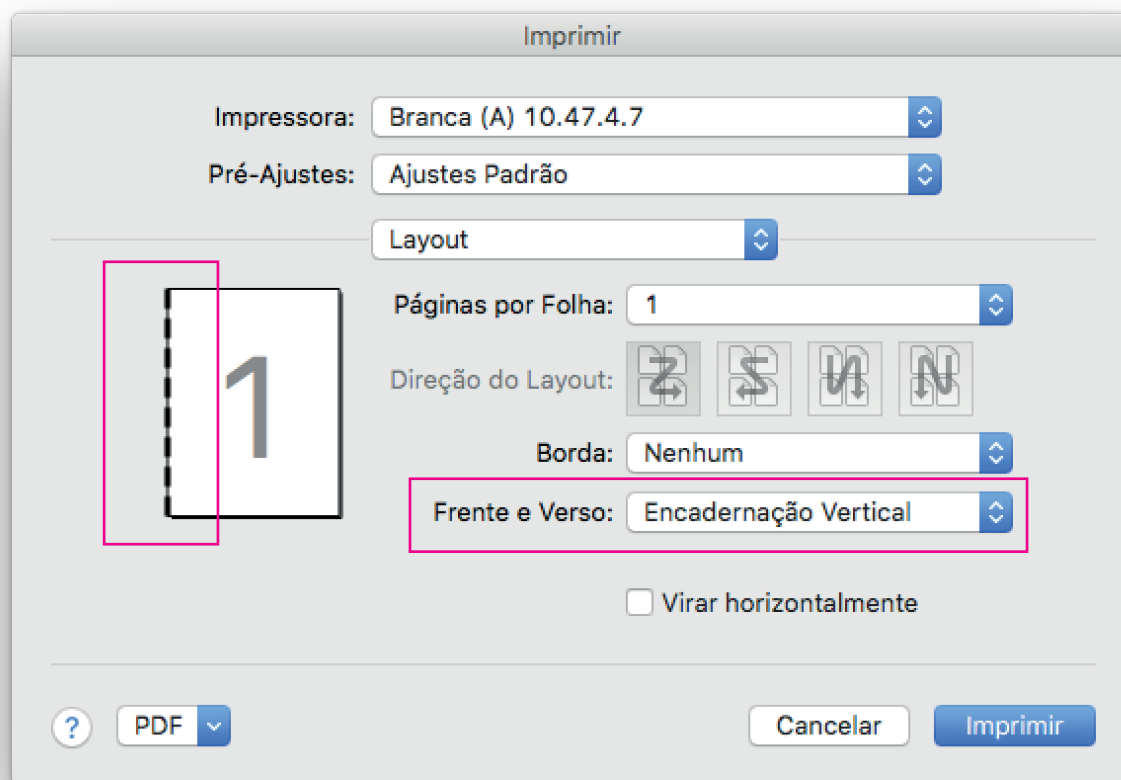 Imprimir
Impressora: Branca (A) 10.47.4.7
Pré-Ajustes: Ajustes Padrão
Layout
1
Páginas por Folha: 1
Direção do Layout:
Borda: Nenhum
Frente e Verso: Encadernação Vertical
Virar horizontalmente
? PDF Cancelar Imprimir